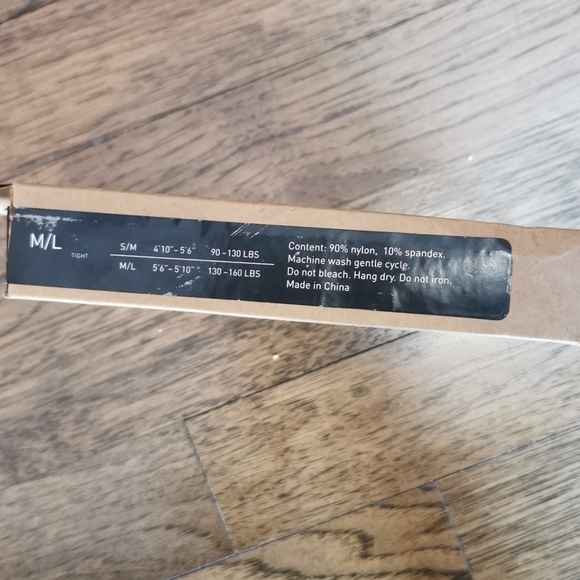 M/L
TIGHT
S/M 4'10"-5'6" 90-130 LBS
M/L 5'6"-5'10" 130-160 LBS
Content: 90% nylon, 10% spandex.
Machine wash gentle cycle.
Do not bleach. Hang dry. Do not iron.
Made in China